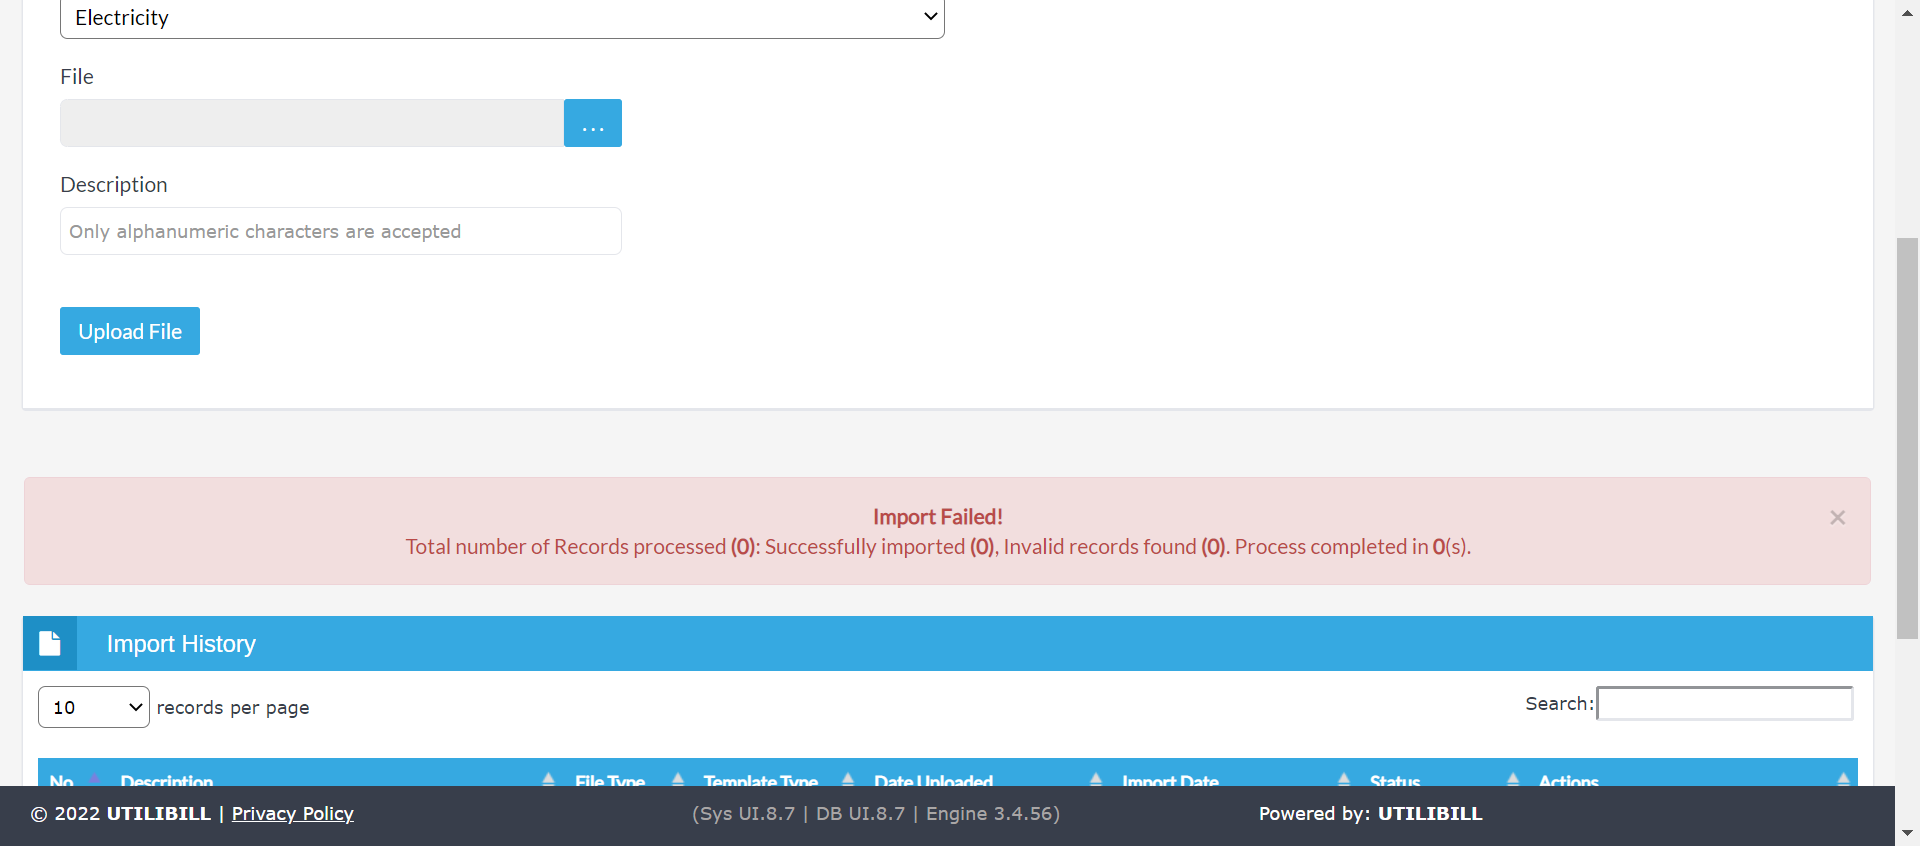 Electricity
File
...
Description
Only alphanumeric characters are accepted
Upload File
Import Failed!
Total number of Records processed (0): Successfully imported (0), Invalid records found (0). Process completed in 0(s).
×
Import History
10 records per page
Search:
No Description File Type Template Type Date Uploaded Import Date Status Actions
© 2022 UTILIBILL | Privacy Policy (Sys UI.8.7 | DB UI.8.7 | Engine 3.4.56) Powered by: UTILIBILL